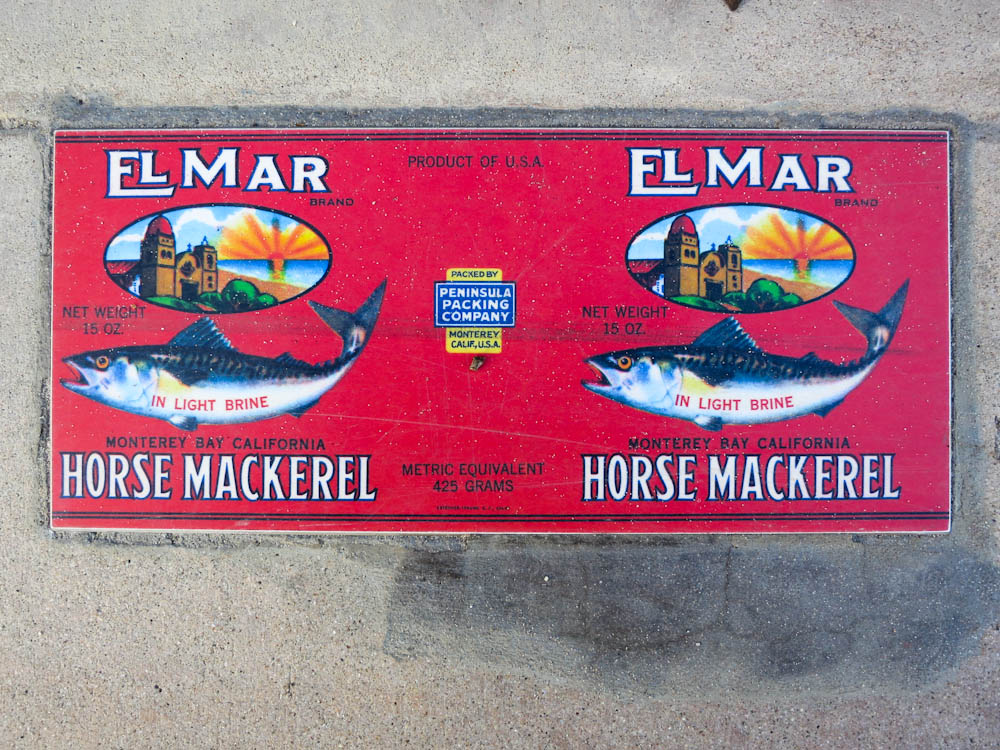 EL MAR
BRAND
NET WEIGHT
15 OZ.
IN LIGHT BRINE
MONTEREY BAY CALIFORNIA
HORSE MACKEREL
PRODUCT OF U.S.A.
PACKED BY
PENINSULA
PACKING
COMPANY
MONTEREY
CALIF., U.S.A.
METRIC EQUIVALENT
425 GRAMS
EL MAR
BRAND
NET WEIGHT
15 OZ.
IN LIGHT BRINE
MONTEREY BAY CALIFORNIA
HORSE MACKEREL